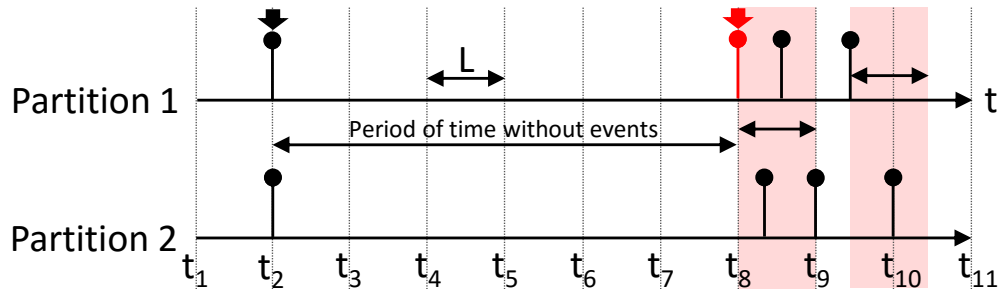 L
Partition 1
t
Period of time without events
Partition 2
t₁ t₂ t₃ t₄ t₅ t₆ t₇ t₈ t₉ t₁₀ t₁₁